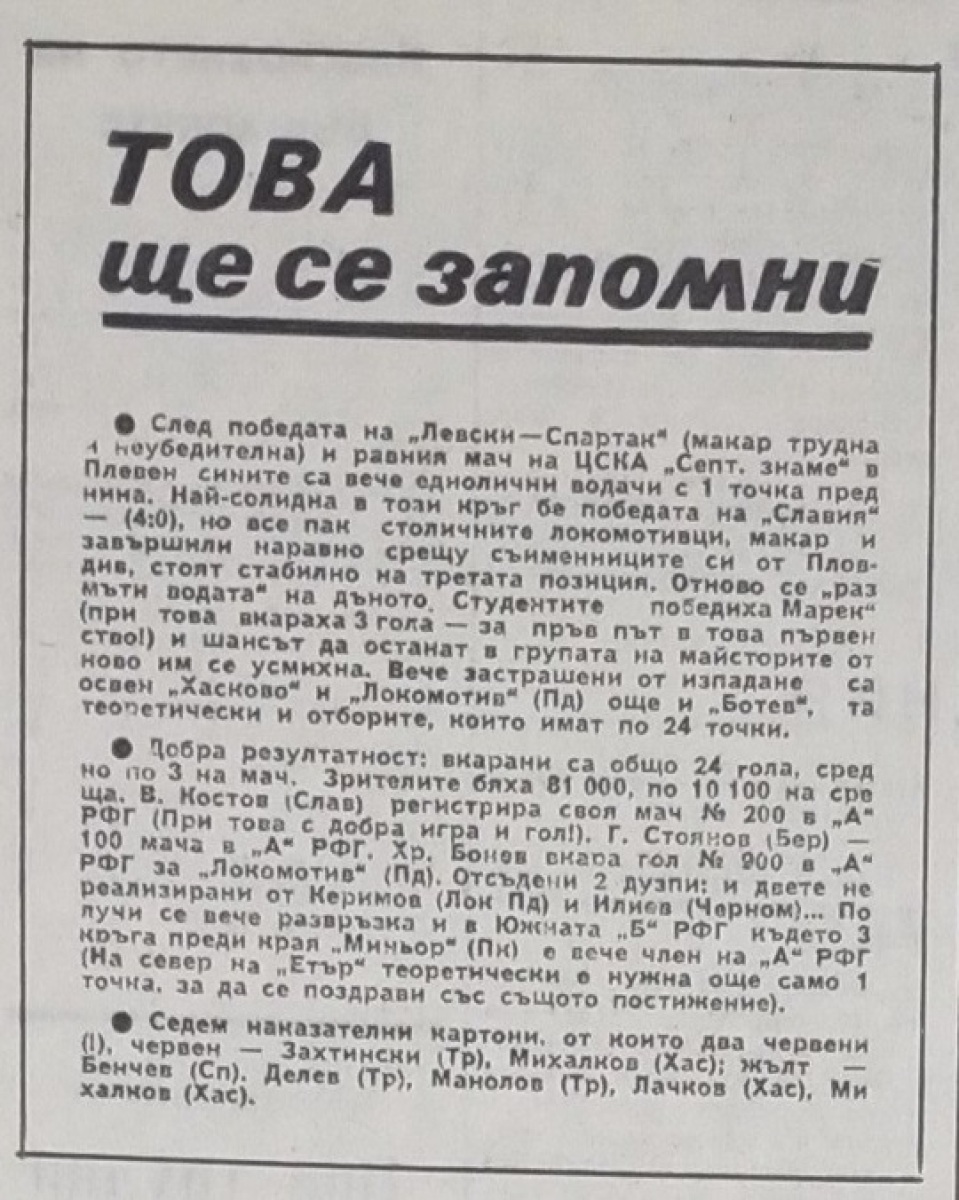 ТОВА
ще се запомни
● След победата на „Левски—Спартак“ (макар трудна
и неубедителна) и равния мач на ЦСКА „Септ. знаме“ в
Плевен сините са вече еднолични водачи с 1 точка пред
нина. Най-солидна в този кръг бе победата на „Славия“
— (4:0), но все пак столичните локомотивци, макар и
завършили наравно срещу съименниците си от Плов-
див, стоят стабилно на третата позиция. Отново се „раз
мъти водата“ на дъното. Студентите победиха Марек“
(при това вкараха 3 гола — за пръв път в това първен
ство!) и шансът да останат в групата на майсторите от
ново им се усмихна. Вече застрашени от изпадане са
освен „Хасково“ и „Локомотив“ (Пд) още и „Ботев“, та
теоретически и отборите, които имат по 24 точки.
● Добра резултатност: вкарани са общо 24 гола, сред
но по 3 на мач. Зрителите бяха 81 000, по 10 100 на сре
ща. В. Костов (Слав) регистрира своя мач № 200 в „А“
РФГ (При това с добра игра и гол!). Г. Стоянов (Бер) —
100 мача в „А“ РФГ. Хр. Бонев вкара гол № 900 в „А“
РФГ за „Локомотив“ (Пд). Отсъдени 2 дузпи: и двете не
реализирани от Керимов (Лок Пд) и Илиев (Черном)... По
лучи се вече развръзка и в Южната „Б“ РФГ където 3
кръга преди края „Миньор“ (Пк) е вече член на „А“ РФГ
(На север на „Етър“ теоретически е нужна още само 1
точка, за да се поздрави със същото постижение).
● Седем наказателни картони, от които два червени
(!), червен — Захтински (Тр), Михалков (Хас); жълт —
Бенчев (Сп), Делев (Тр), Манолов (Тр), Лачков (Хас), Ми
халков (Хас).